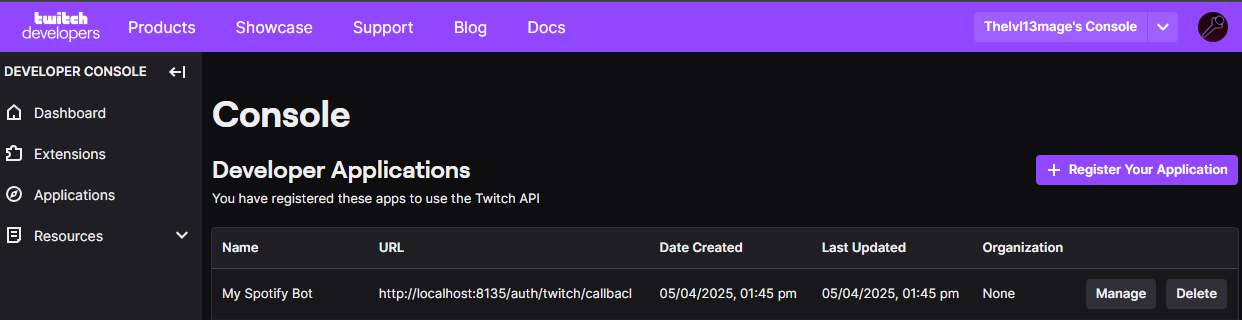 twitch
developers
Products Showcase Support Blog Docs Thelvl13mage's Console
DEVELOPER CONSOLE
Dashboard
Extensions
Applications
Resources
Console
Developer Applications
Register Your Application
You have registered these apps to use the Twitch API
Name URL Date Created Last Updated Organization
My Spotify Bot http://localhost:8135/auth/twitch/callbacl 05/04/2025, 01:45 pm 05/04/2025, 01:45 pm None Manage Delete